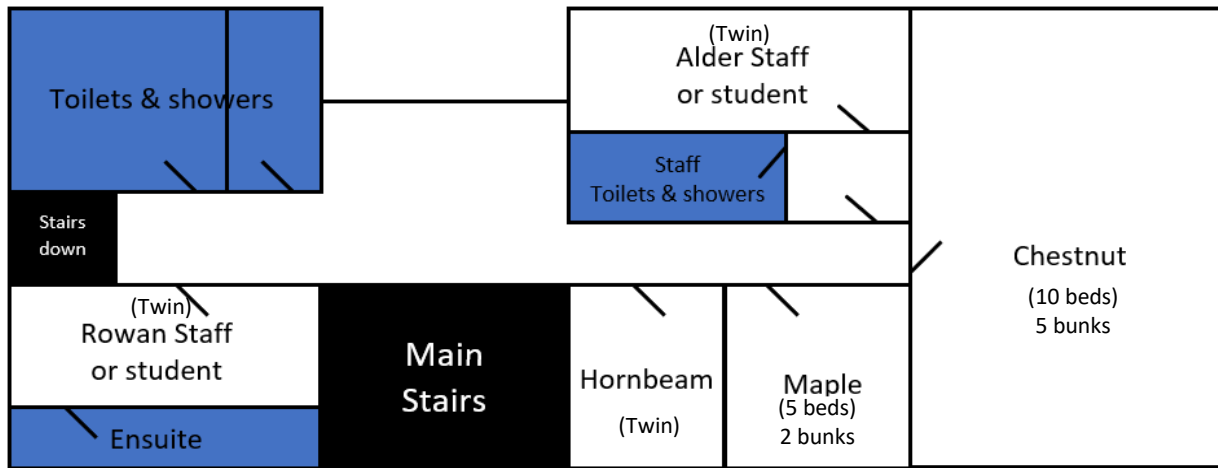 Toilets & showers
(Twin)
Alder Staff
or student
Staff
Toilets & showers
Stairs
down
Chestnut
(10 beds)
5 bunks
(Twin)
Rowan Staff
or student
Ensuite
Main
Stairs
Hornbeam
(Twin)
Maple
(5 beds)
2 bunks